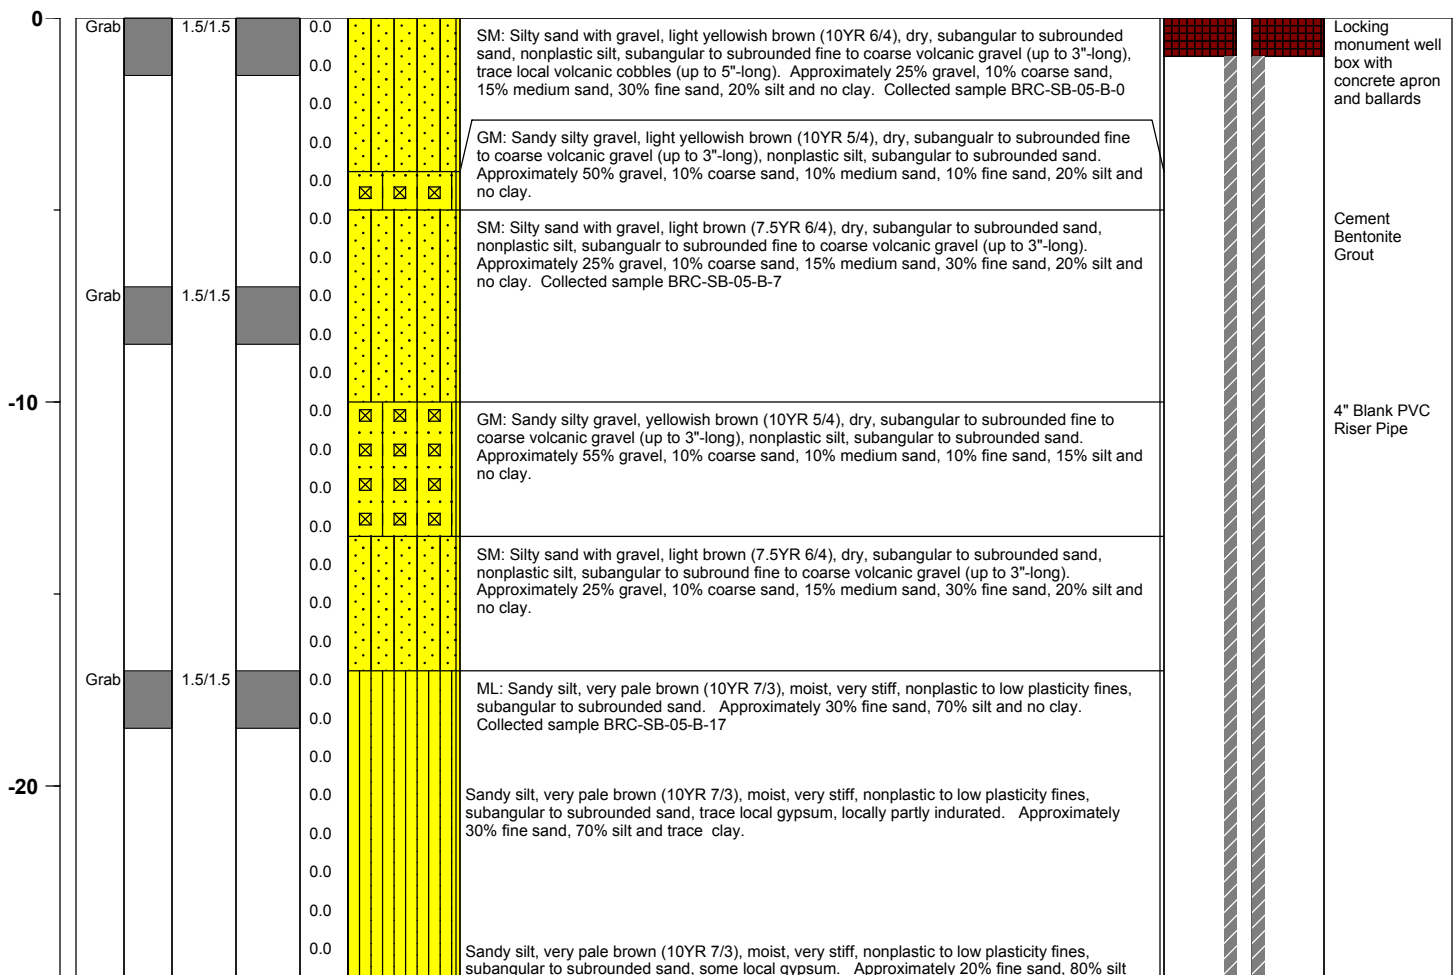 0
Grab
1.5/1.5
0.0
SM: Silty sand with gravel, light yellowish brown (10YR 6/4), dry, subangular to subrounded
sand, nonplastic silt, subangular to subrounded fine to coarse volcanic gravel (up to 3"-long),
trace local volcanic cobbles (up to 5"-long).  Approximately 25% gravel, 10% coarse sand,
15% medium sand, 30% fine sand, 20% silt and no clay.  Collected sample BRC-SB-05-B-0
Locking
monument well
box with
concrete apron
and ballards
0.0
0.0
0.0
GM: Sandy silty gravel, light yellowish brown (10YR 5/4), dry, subangualr to subrounded fine
to coarse volcanic gravel (up to 3"-long), nonplastic silt, subangular to subrounded sand.
Approximately 50% gravel, 10% coarse sand, 10% medium sand, 10% fine sand, 20% silt and
no clay.
0.0
0.0
SM: Silty sand with gravel, light brown (7.5YR 6/4), dry, subangular to subrounded sand,
nonplastic silt, subangualr to subrounded fine to coarse volcanic gravel (up to 3"-long).
Approximately 25% gravel, 10% coarse sand, 15% medium sand, 30% fine sand, 20% silt and
no clay.  Collected sample BRC-SB-05-B-7
Cement
Bentonite
Grout
0.0
Grab
1.5/1.5
0.0
0.0
0.0
-10
0.0
GM: Sandy silty gravel, yellowish brown (10YR 5/4), dry, subangular to subrounded fine to
coarse volcanic gravel (up to 3"-long), nonplastic silt, subangular to subrounded sand.
Approximately 55% gravel, 10% coarse sand, 10% medium sand, 10% fine sand, 15% silt and
no clay.
4" Blank PVC
Riser Pipe
0.0
0.0
0.0
0.0
SM: Silty sand with gravel, light brown (7.5YR 6/4), dry, subangular to subrounded sand,
nonplastic silt, subangular to subround fine to coarse volcanic gravel (up to 3"-long).
Approximately 25% gravel, 10% coarse sand, 15% medium sand, 30% fine sand, 20% silt and
no clay.
0.0
0.0
Grab
1.5/1.5
0.0
ML: Sandy silt, very pale brown (10YR 7/3), moist, very stiff, nonplastic to low plasticity fines,
subangular to subrounded sand.   Approximately 30% fine sand, 70% silt and no clay.
Collected sample BRC-SB-05-B-17
0.0
0.0
-20
0.0
Sandy silt, very pale brown (10YR 7/3), moist, very stiff, nonplastic to low plasticity fines,
subangular to subrounded sand, trace local gypsum, locally partly indurated.   Approximately
30% fine sand, 70% silt and trace  clay.
0.0
0.0
0.0
0.0
Sandy silt, very pale brown (10YR 7/3), moist, very stiff, nonplastic to low plasticity fines,
subangular to subrounded sand, some local gypsum.   Approximately 20% fine sand, 80% silt